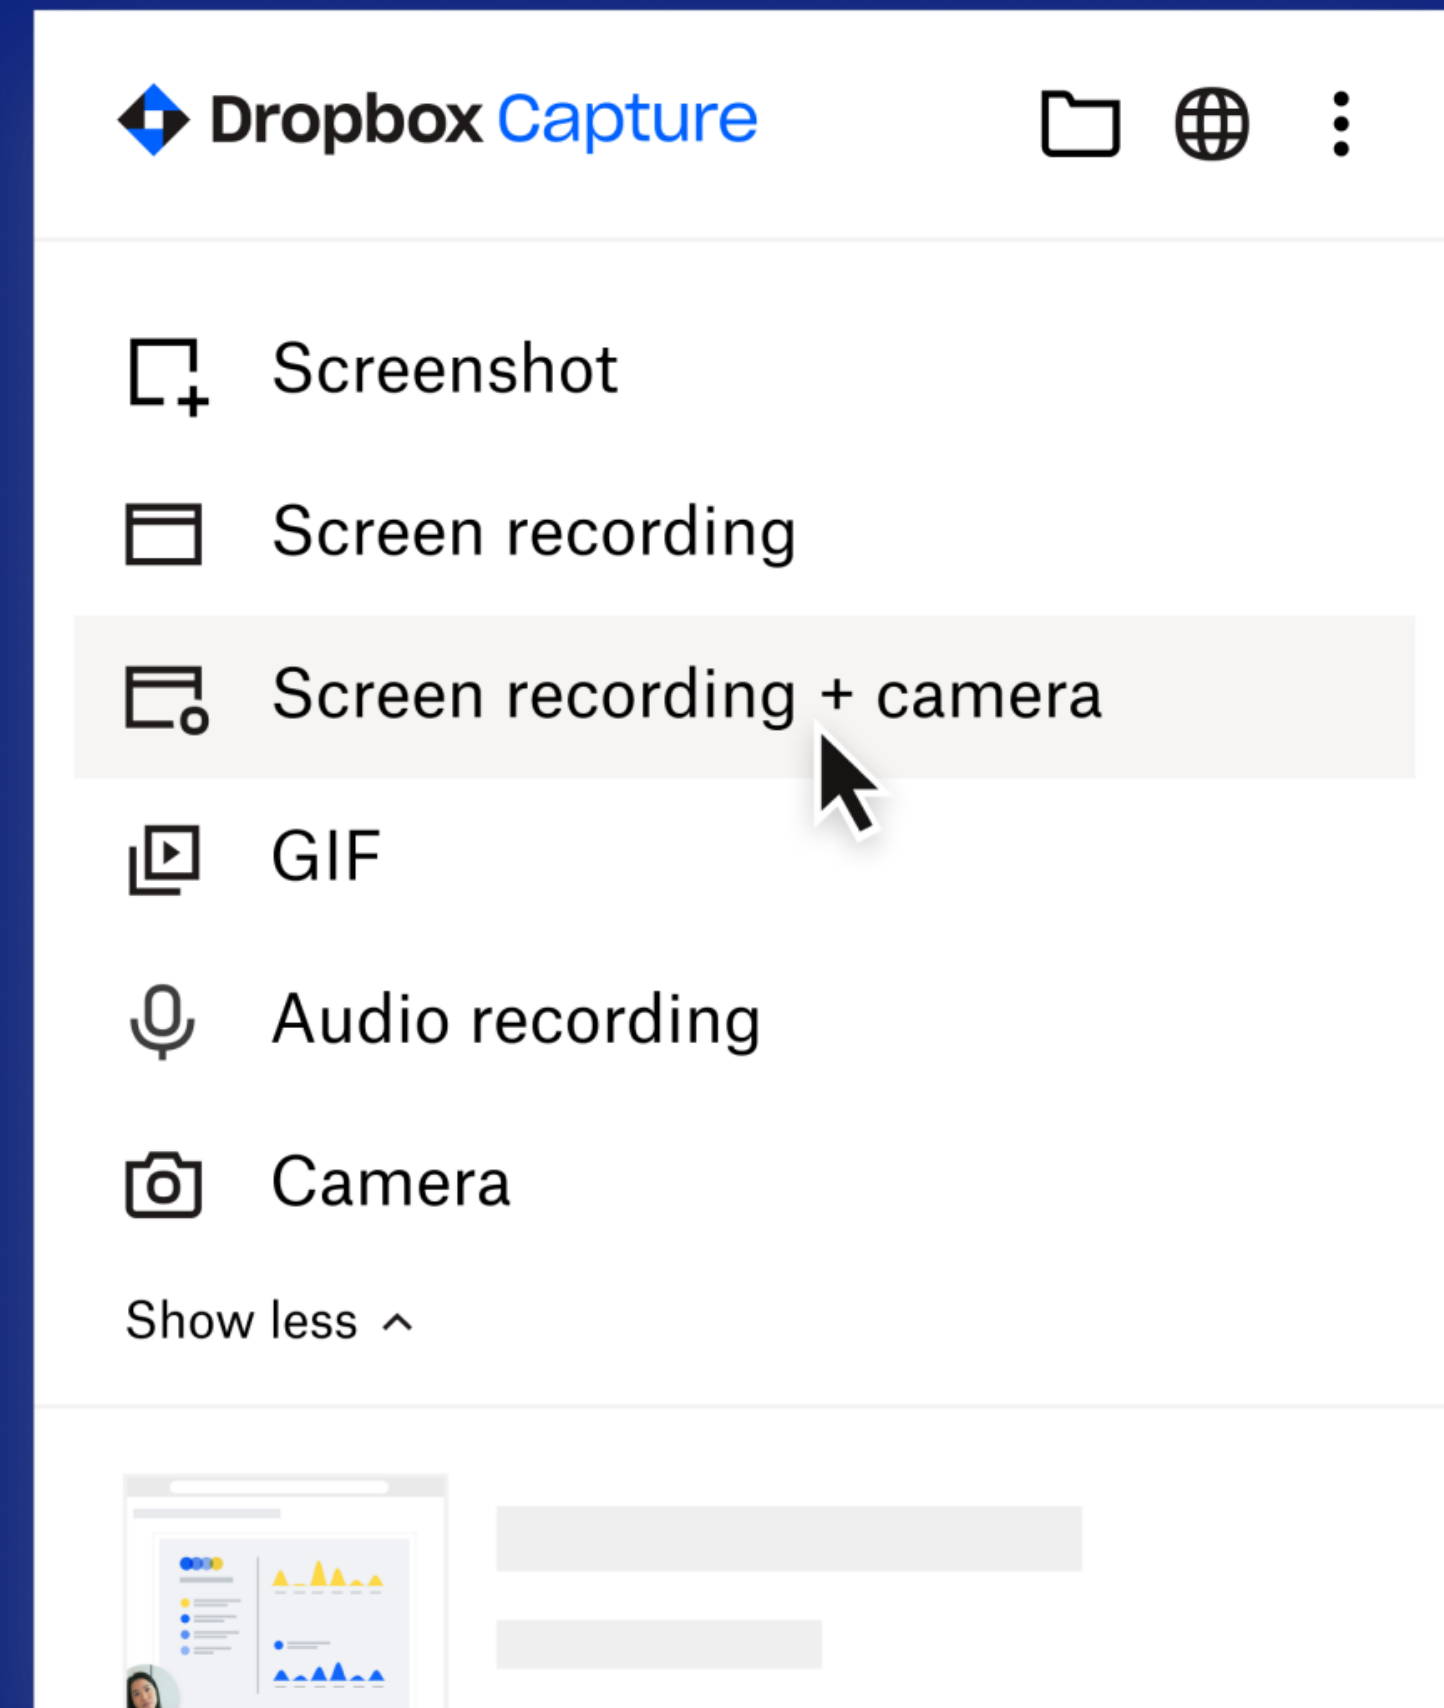 Dropbox Capture
Screenshot
Screen recording
Screen recording + camera
GIF
Audio recording
Camera
Show less